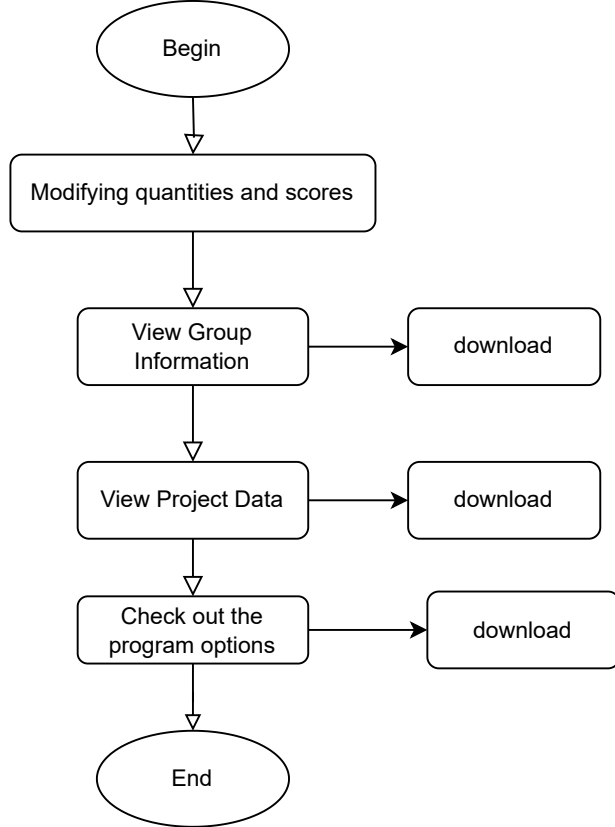 Begin
Modifying quantities and scores
View Group
Information
download
View Project Data
download
Check out the
program options
download
End